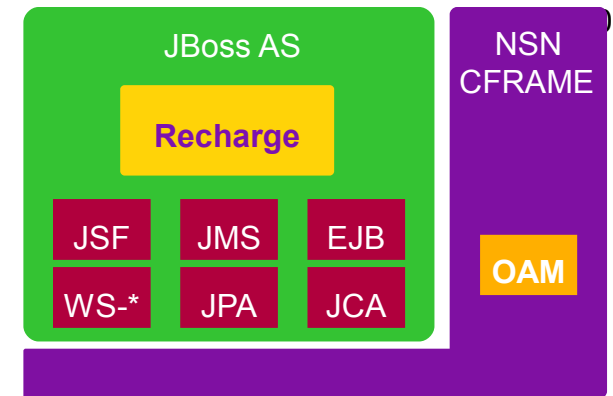 JBoss AS
Recharge
JSF JMS EJB
WS-* JPA JCA
NSN
CFRAME
OAM